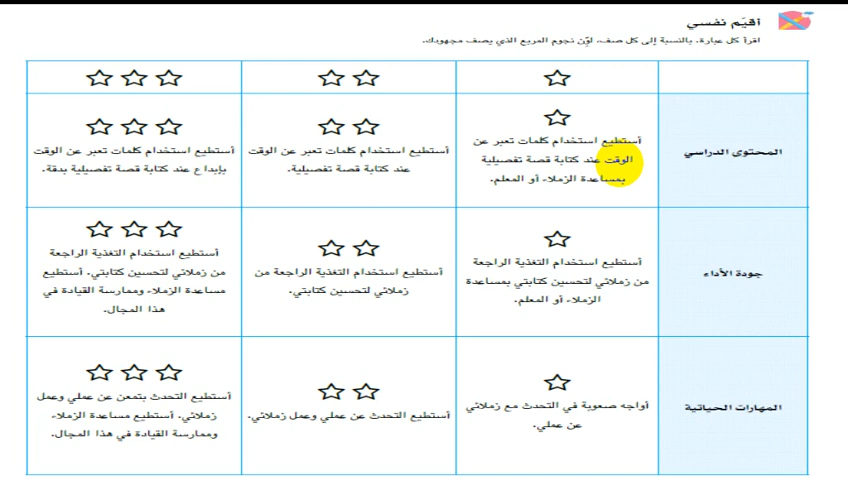 أقيّم نفسي
اقرأ كل عبارة. بالنسبة إلى كل صف، لوّن نجوم المربع الذي يصف مجهودك.
المحتوى الدراسي
أستطيع استخدام كلمات تعبر عن
الوقت عند كتابة قصة تفصيلية
بمساعدة الزملاء أو المعلم.
أستطيع استخدام كلمات تعبر عن الوقت
عند كتابة قصة تفصيلية.
أستطيع استخدام كلمات تعبر عن الوقت
بإبداع عند كتابة قصة تفصيلية بدقة.
جودة الأداء
أستطيع استخدام التغذية الراجعة
من زملائي لتحسين كتابتي بمساعدة
الزملاء أو المعلم.
أستطيع استخدام التغذية الراجعة من
زملائي لتحسين كتابتي.
أستطيع استخدام التغذية الراجعة
من زملائي لتحسين كتابتي. أستطيع
مساعدة الزملاء وممارسة القيادة في
هذا المجال.
المهارات الحياتية
أواجه صعوبة في التحدث مع زملائي
عن عملي.
أستطيع التحدث عن عملي وعمل زملائي.
أستطيع التحدث بتمعن عن عملي وعمل
زملائي. أستطيع مساعدة الزملاء
وممارسة القيادة في هذا المجال.